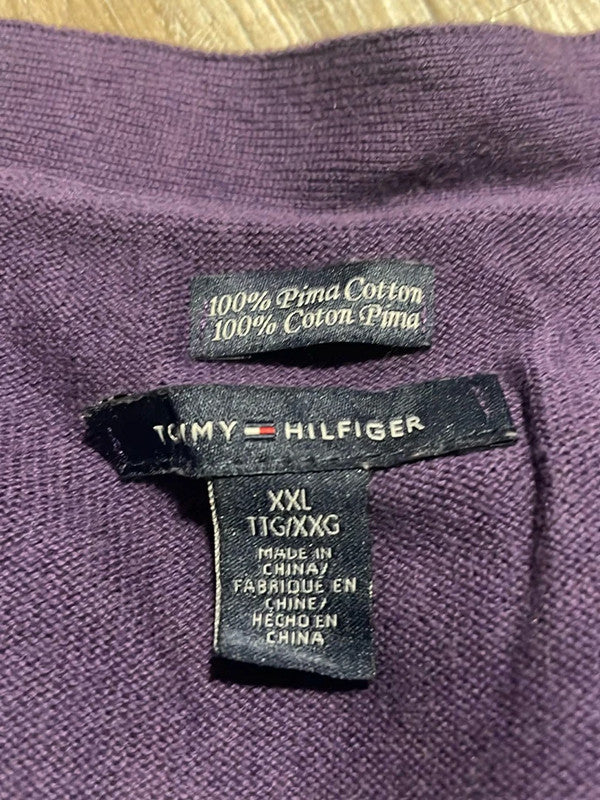 100% Pima Cotton
100% Coton Pima
TOMMY HILFIGER
XXL
TTG/XXG
MADE IN
CHINA/
FABRIQUÉ EN
CHINE/
HECHO EN
CHINA